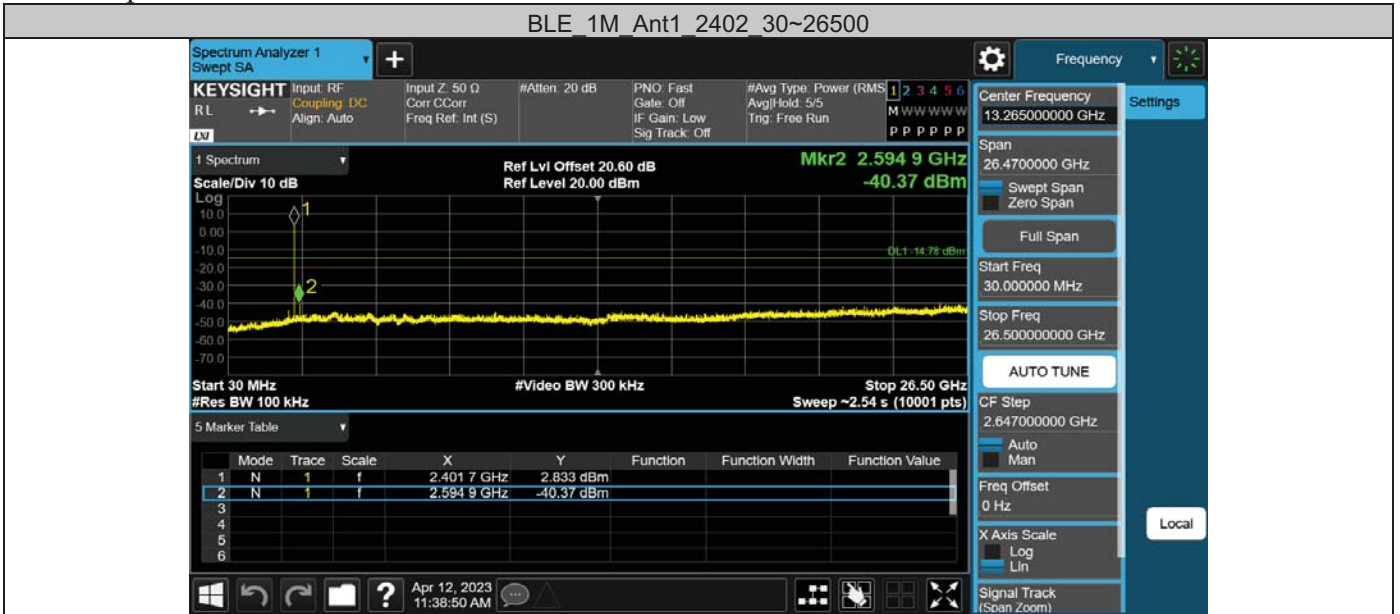 BLE_1M_Ant1_2402_30~26500
Spectrum Analyzer 1
Swept SA
Frequency
KEYSIGHT
RL
LXI
Input: RF
Coupling: DC
Align: Auto
Input Z: 50 Ω
Corr CCorr
Freq Ref: Int (S)
#Atten: 20 dB
PNO: Fast
Gate: Off
IF Gain: Low
Sig Track: Off
#Avg Type: Power (RMS
Avg|Hold: 5/5
Trig: Free Run
1 2 3 4 5 6
M W W W W W
P P P P P P
1 Spectrum
Scale/Div 10 dB
Ref Lvl Offset 20.60 dB
Ref Level 20.00 dBm
Mkr2 2.594 9 GHz
-40.37 dBm
Log
10.0
0.00
-10.0
-20.0
-30.0
-40.0
-50.0
-60.0
-70.0
1
2
DL1 -14.78 dBm
Start 30 MHz
#Res BW 100 kHz
#Video BW 300 kHz
Stop 26.50 GHz
Sweep ~2.54 s (10001 pts)
5 Marker Table
Mode Trace Scale X Y Function Function Width Function Value
1 N 1 f 2.401 7 GHz 2.833 dBm
2 N 1 f 2.594 9 GHz -40.37 dBm
3
4
5
6
Apr 12, 2023
11:38:50 AM
Center Frequency
13.265000000 GHz
Span
26.4700000 GHz
Swept Span
Zero Span
Full Span
Start Freq
30.000000 MHz
Stop Freq
26.500000000 GHz
AUTO TUNE
CF Step
2.647000000 GHz
Auto
Man
Freq Offset
0 Hz
X Axis Scale
Log
Lin
Signal Track
(Span Zoom)
Settings
Local